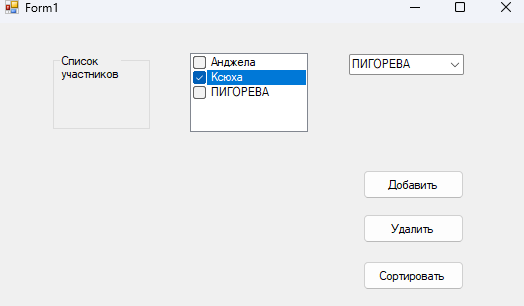 Form1
Список
участников
Анджела
Ксюха
ПИГОРЕВА
ПИГОРЕВА
Добавить
Удалить
Сортировать